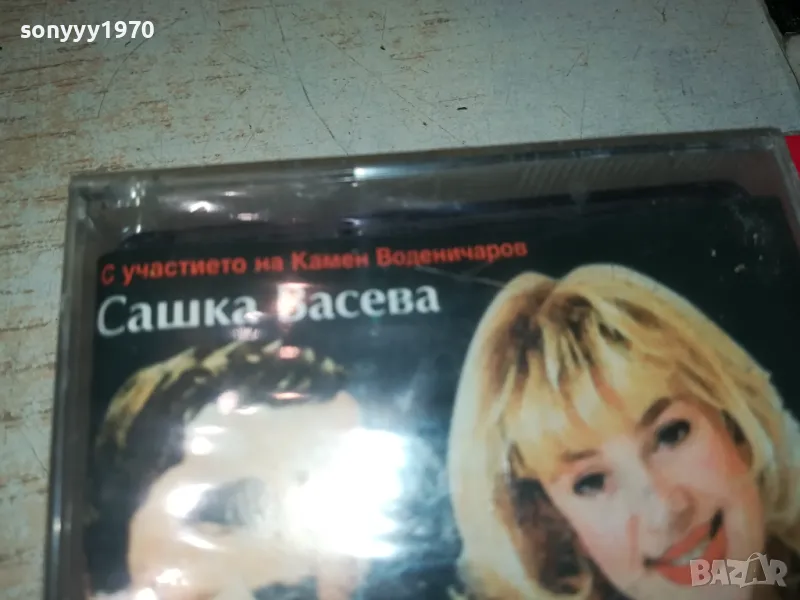 sonyyy1970
С участието на Камен Воденичаров
Сашка Васева
BAZAR